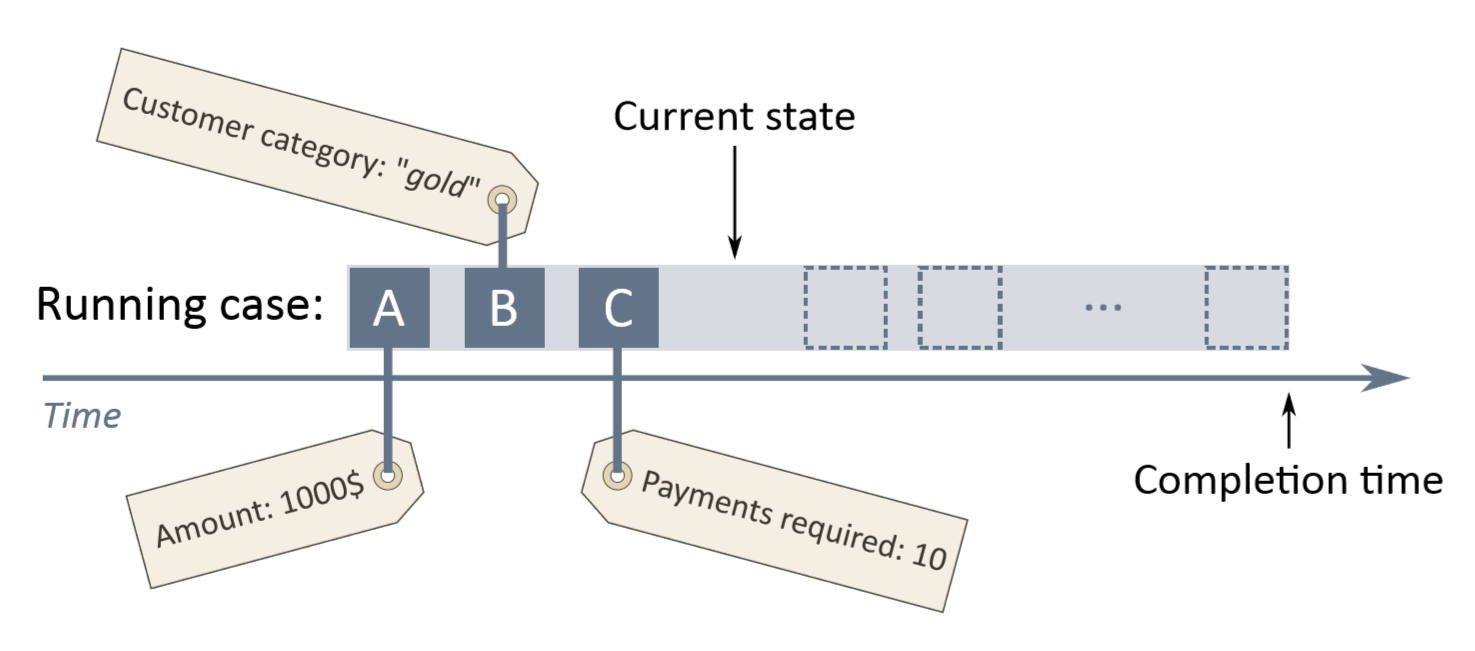 Customer category: "gold"
Current state
Running case:
A
B
C
...
Time
Amount: 1000$
Payments required: 10
Completion time